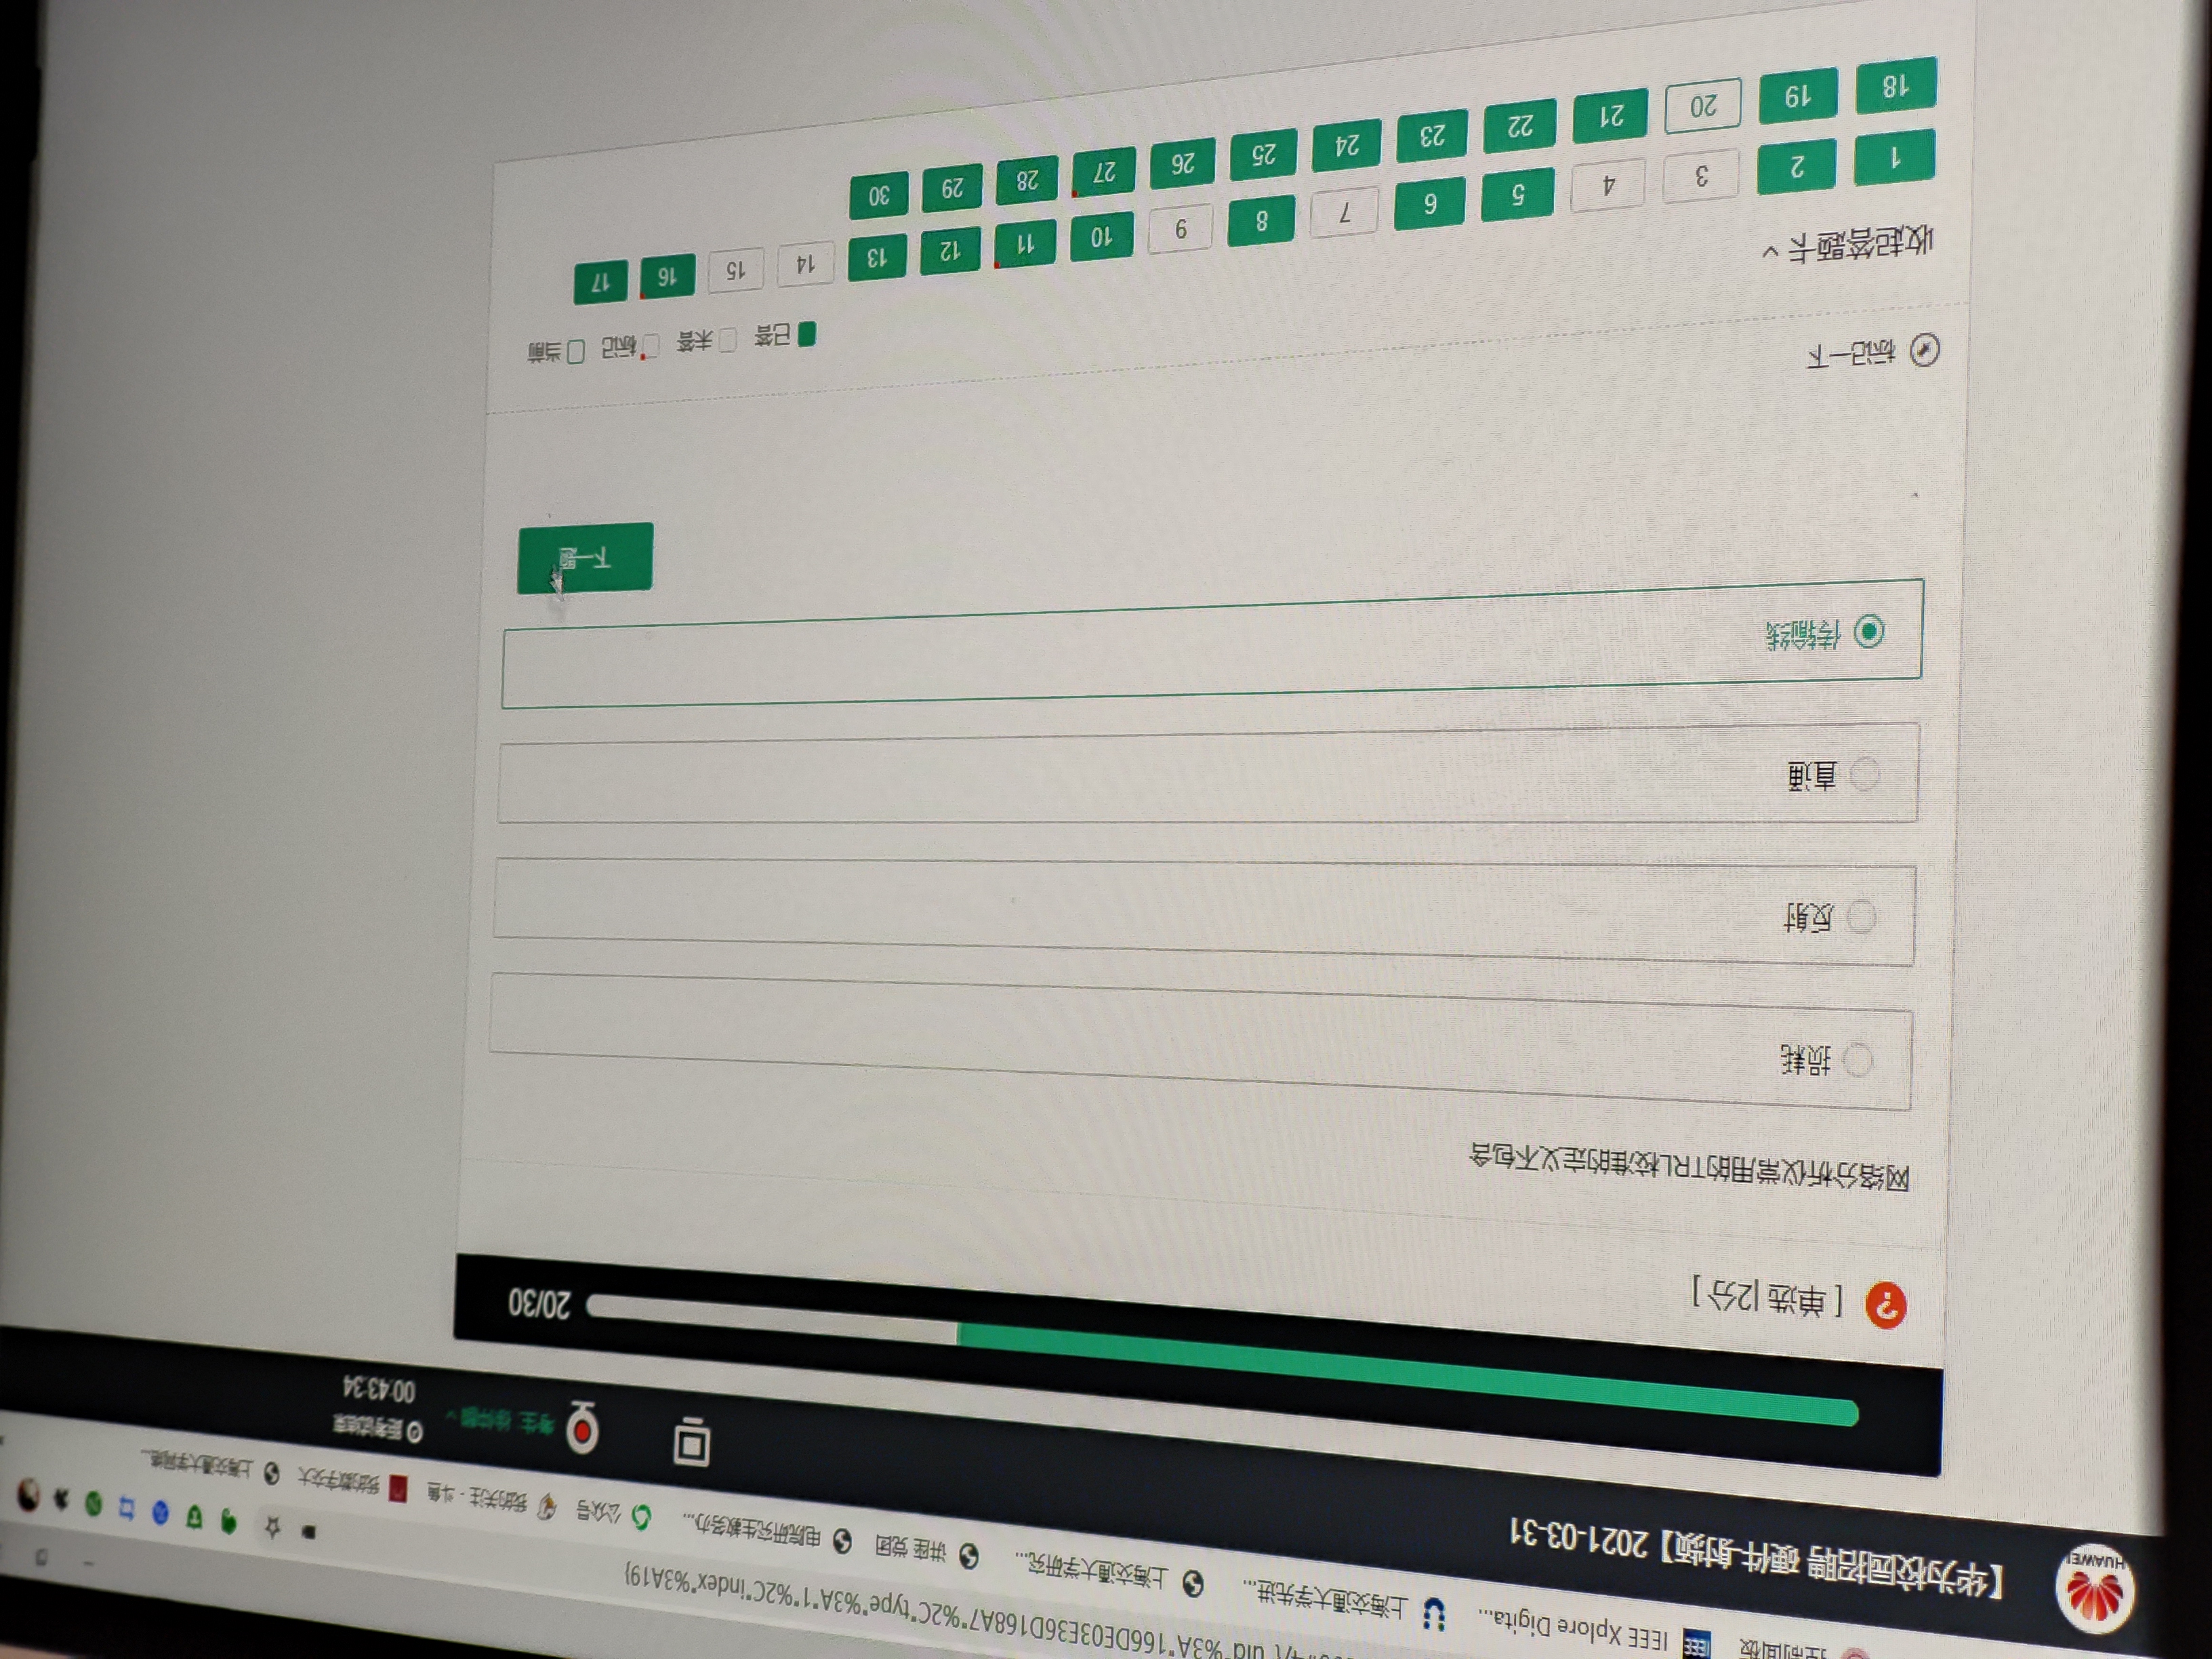 控制面板
IEEE Xplore Digita...
上海交通大学先进...
上海交通大学研究...
讲座 党团
电院研究生教务办...
公众号
我的关注 - 斗鱼
我的数字交大
上海交通大学网络...
uid"%3A"166DE03E36D168A7"%2C"type"%3A"1"%2C"index"%3A19}
HUAWEI
【华为校园招聘 硬件-射频】2021-03-31
考生
距考试结束
00:43:34
20/30
[ 单选 |2分 ]
网络分析仪常用的TRL校准的定义不包含
损耗
反射
直通
传输线
下一题
标记一下
已答 未答 标记 当前
收起答题卡
1 2 3 4 5 6 7 8 9 10 11 12 13 14 15 16 17
18 19 20 21 22 23 24 25 26 27 28 29 30